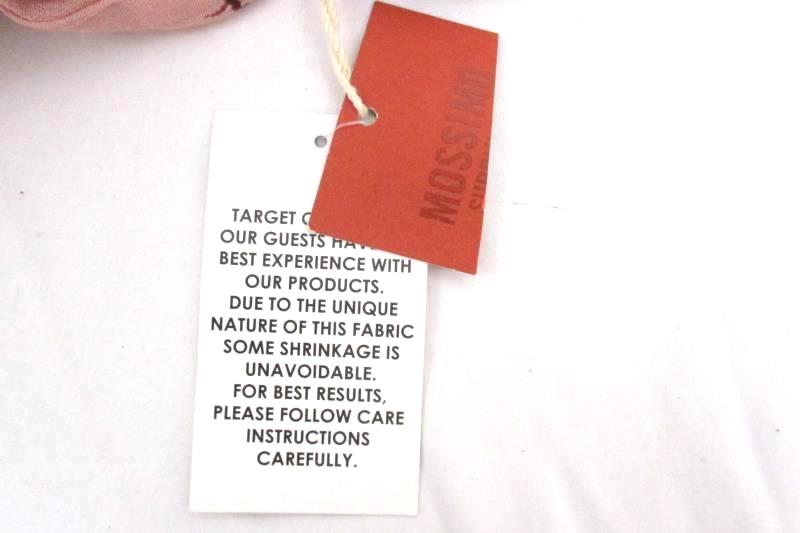 MOSSIMO
TARGET
OUR GUESTS
BEST EXPERIENCE WITH
OUR PRODUCTS.
DUE TO THE UNIQUE
NATURE OF THIS FABRIC
SOME SHRINKAGE IS
UNAVOIDABLE.
FOR BEST RESULTS,
PLEASE FOLLOW CARE
INSTRUCTIONS
CAREFULLY.